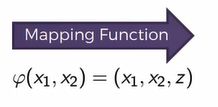 Mapping Function
φ(x₁, x₂) = (x₁, x₂, z)